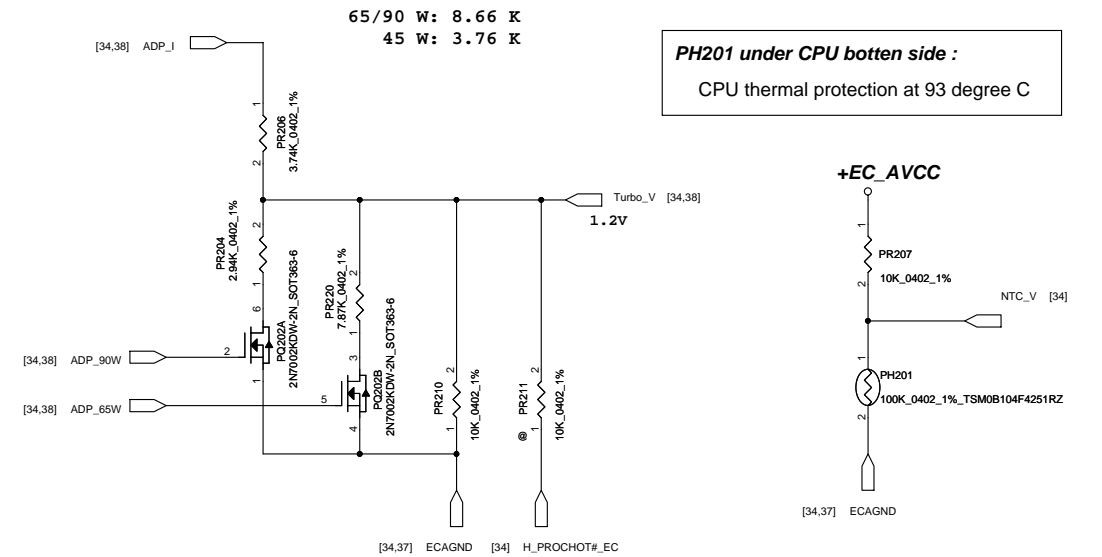 65/90 W: 8.66 K
45 W: 3.76 K
[34,38] ADP_I
PH201 under CPU botten side :
CPU thermal protection at 93 degree C
1
PR206
3.74K_0402_1%
2
+EC_AVCC
Turbo_V [34,38]
1.2V
2
PR204
2.94K_0402_1%
1
2
PR220
7.87K_0402_1%
1
1
PR207
10K_0402_1%
2
NTC_V [34]
6
PQ202A
2N7002KDW-2N_SOT363-6
[34,38] ADP_90W
2
1
3
PQ202B
2N7002KDW-2N_SOT363-6
[34,38] ADP_65W
5
4
2
PR210
10K_0402_1%
1
2
PR211
10K_0402_1%
1
@
1
PH201
100K_0402_1%_TSM0B104F4251RZ
2
[34,37] ECAGND
[34,37] ECAGND
[34] H_PROCHOT#_EC